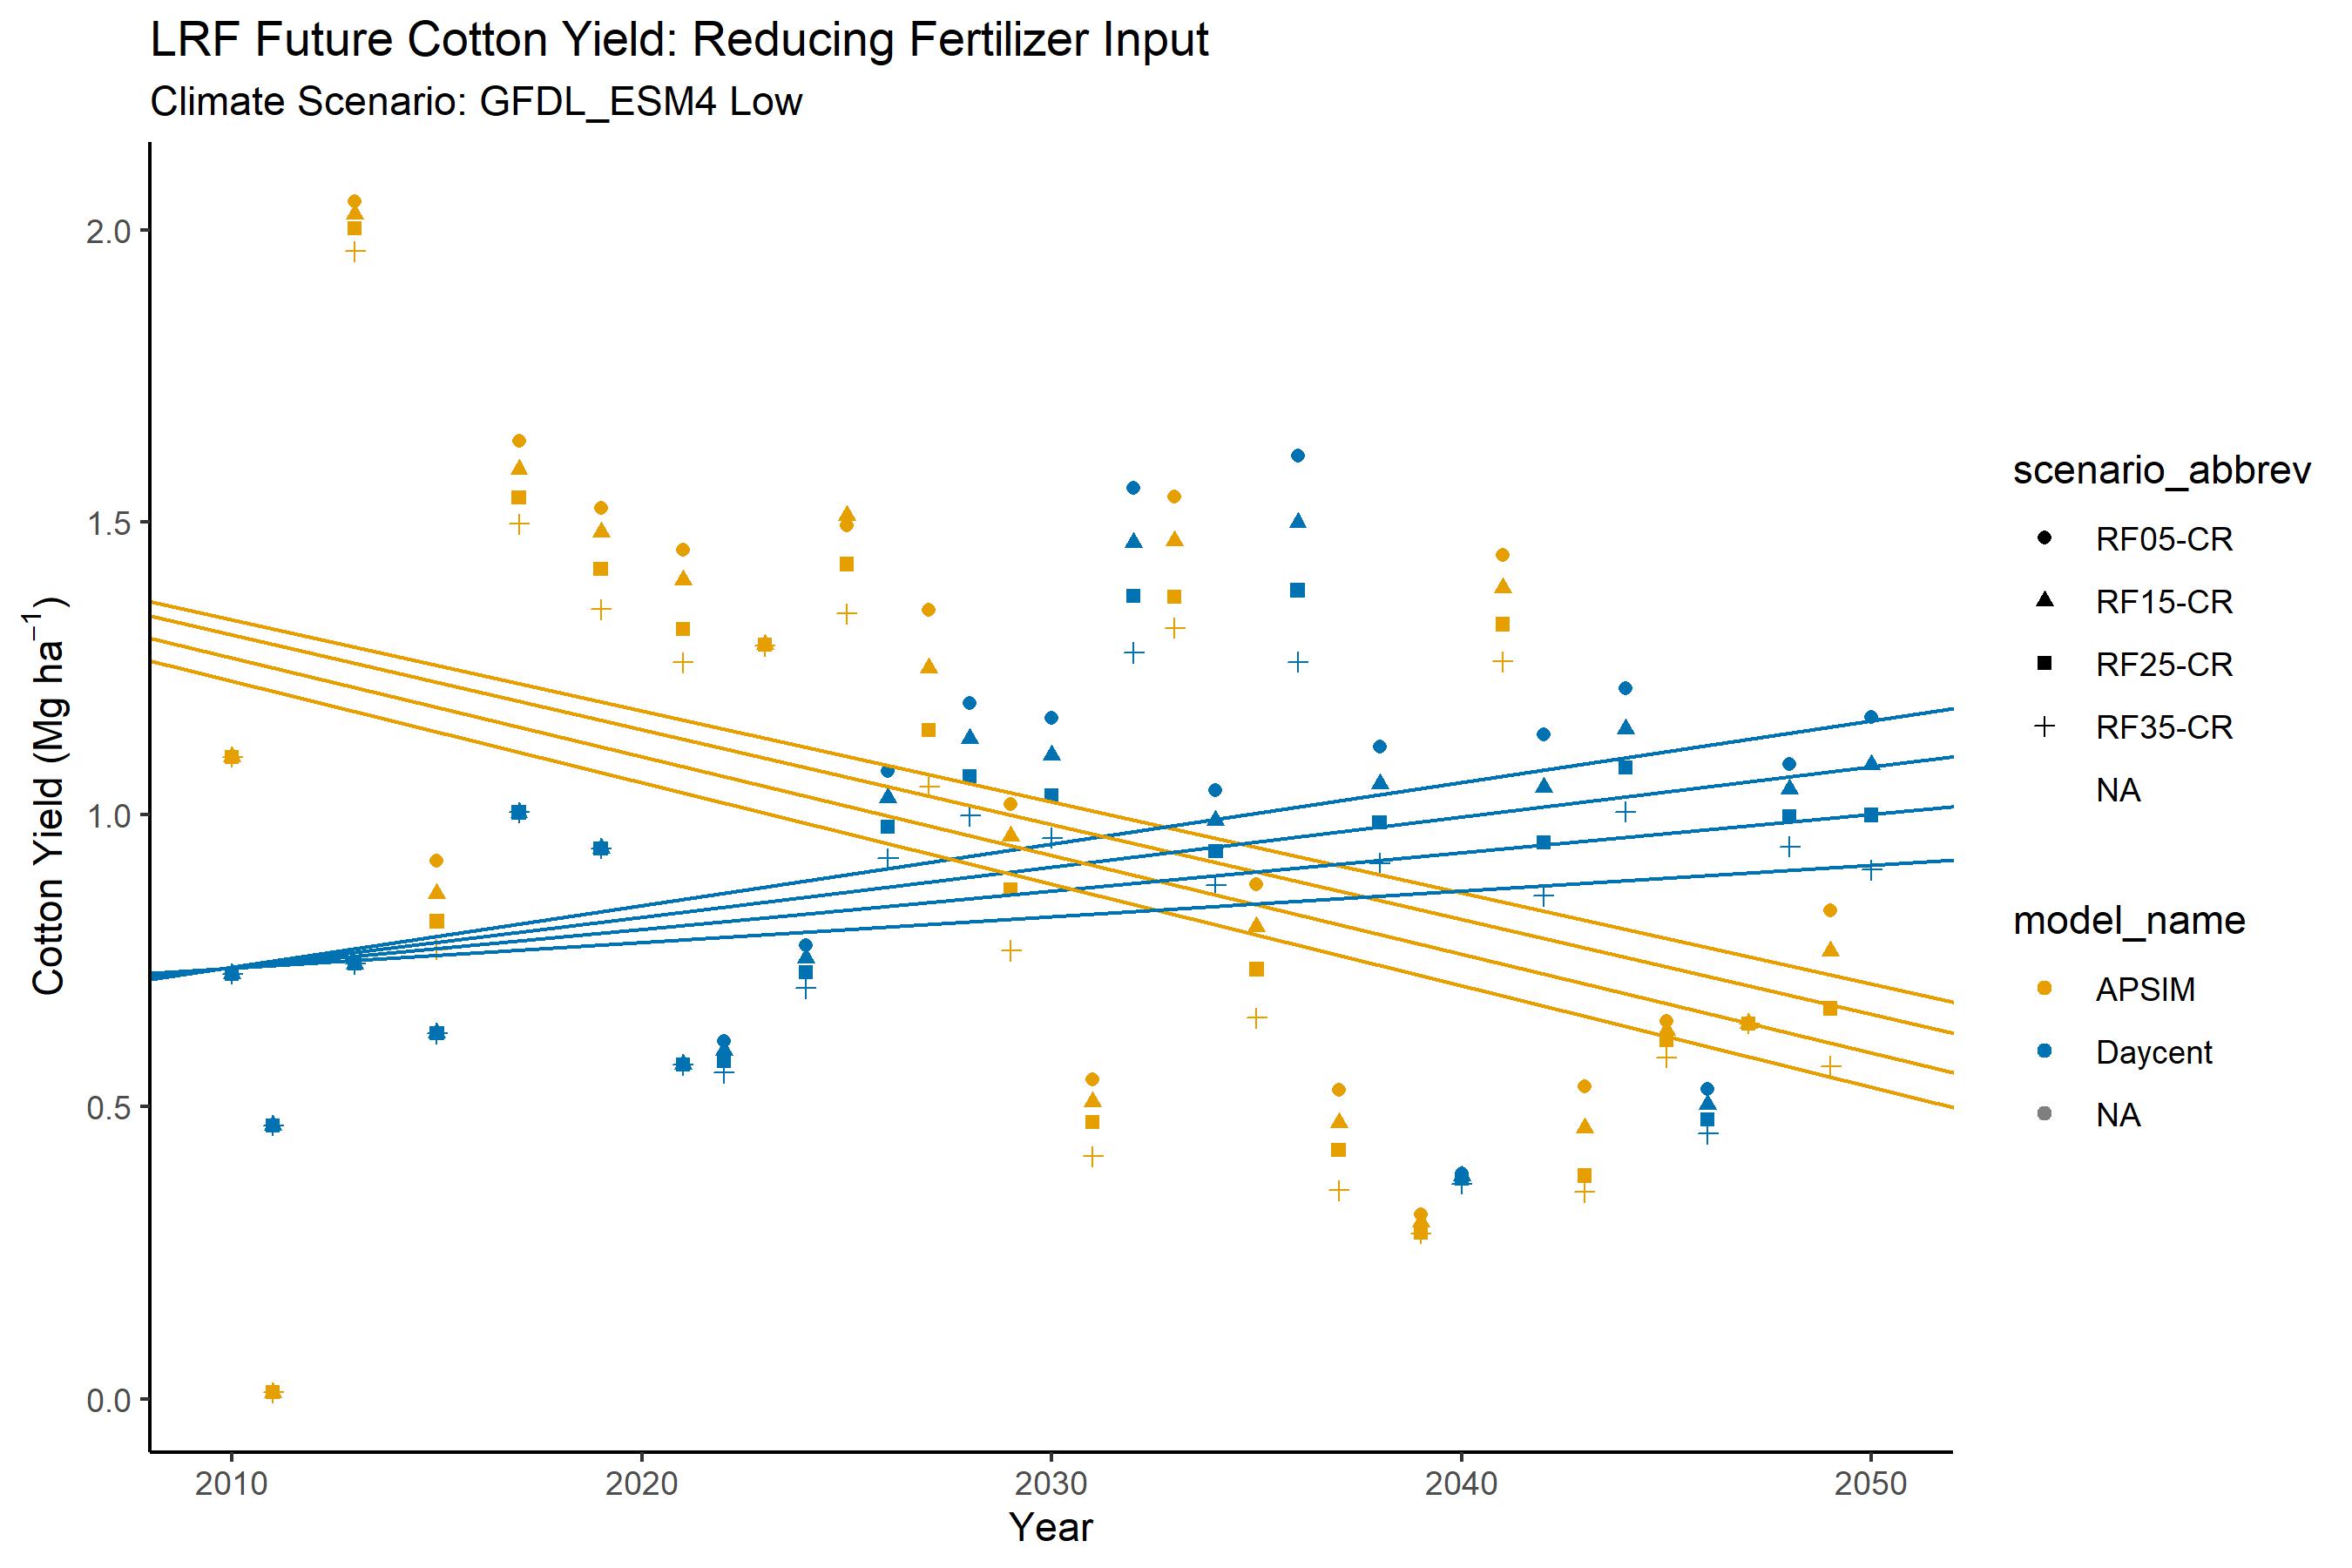 LRF Future Cotton Yield: Reducing Fertilizer Input
Climate Scenario: GFDL_ESM4 Low
Cotton Yield (Mg ha⁻¹)
2.0
1.5
1.0
0.5
0.0
2010 2020 2030 2040 2050
Year
scenario_abbrev
RF05-CR
RF15-CR
RF25-CR
RF35-CR
NA
model_name
APSIM
Daycent
NA